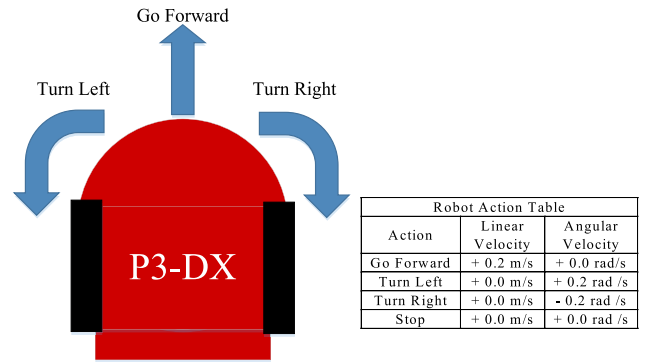 Go Forward
Turn Left
Turn Right
P3-DX
Robot Action Table
Action Linear Velocity Angular Velocity
Go Forward + 0.2 m/s + 0.0 rad/s
Turn Left + 0.0 m/s + 0.2 rad /s
Turn Right + 0.0 m/s - 0.2 rad /s
Stop + 0.0 m/s + 0.0 rad /s